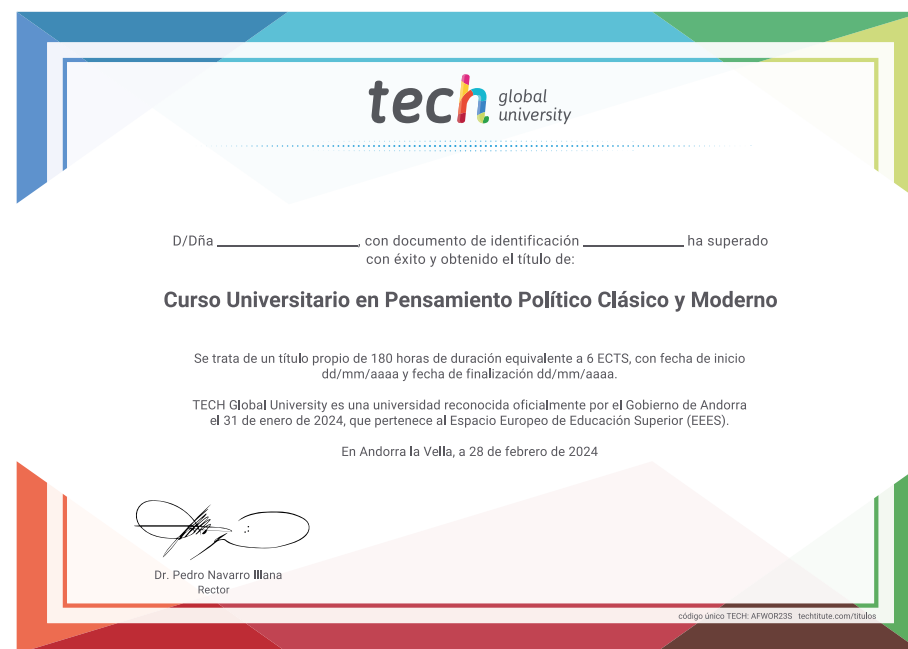 tech global university
D/Dña ____________________, con documento de identificación ______________ ha superado
con éxito y obtenido el título de:
Curso Universitario en Pensamiento Político Clásico y Moderno
Se trata de un título propio de 180 horas de duración equivalente a 6 ECTS, con fecha de inicio
dd/mm/aaaa y fecha de finalización dd/mm/aaaa.
TECH Global University es una universidad reconocida oficialmente por el Gobierno de Andorra
el 31 de enero de 2024, que pertenece al Espacio Europeo de Educación Superior (EEES).
En Andorra la Vella, a 28 de febrero de 2024
Dr. Pedro Navarro Illana
Rector
código único TECH: AFWOR23S techtitute.com/titulos